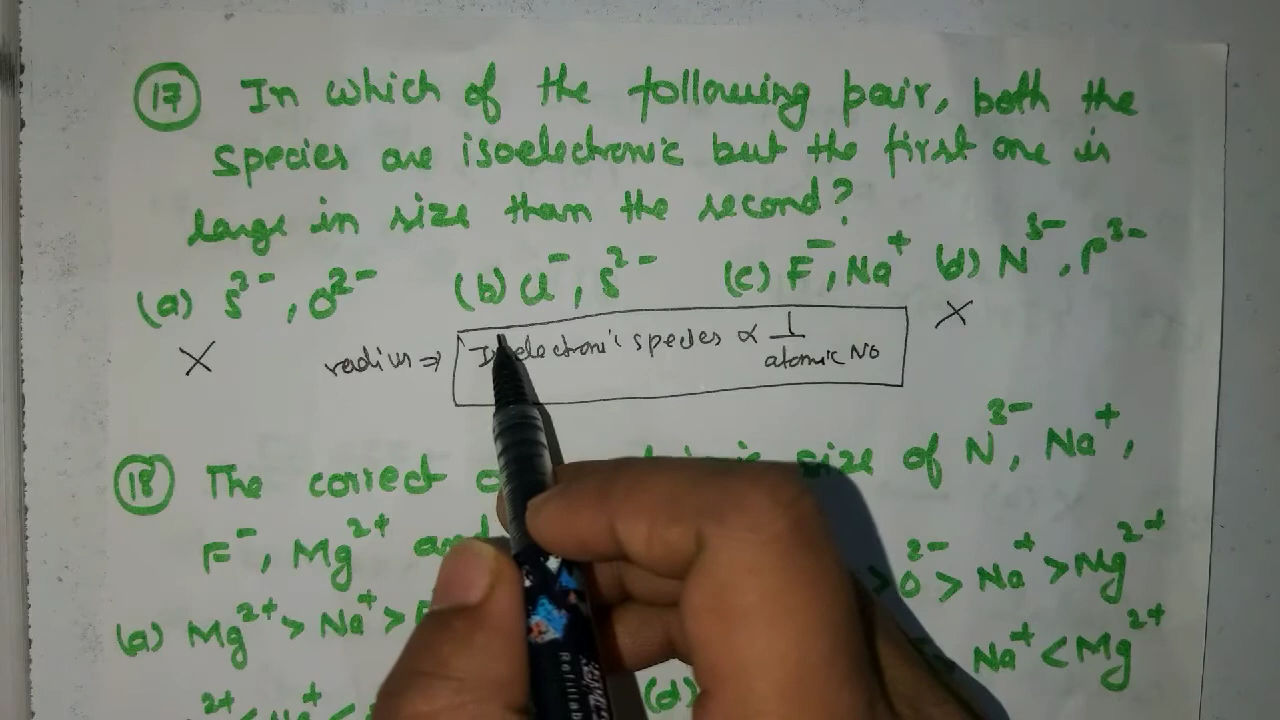 (17) In which of the following pair, both the
species are isoelectronic but the first one is
large in size than the second?
(a) S²⁻, O²⁻ (b) Cl⁻, S²⁻ (c) F⁻, Na⁺ (d) N³⁻, P³⁻
X X
radius ⇒ Isoelectronic species ∝ 1/atomic No
(18) The correct size of N³⁻, Na⁺,
F⁻, Mg²⁺ and > O²⁻ > Na⁺ > Mg²⁺
(a) Mg²⁺ > Na⁺ > Na⁺ < Mg²⁺
(d)